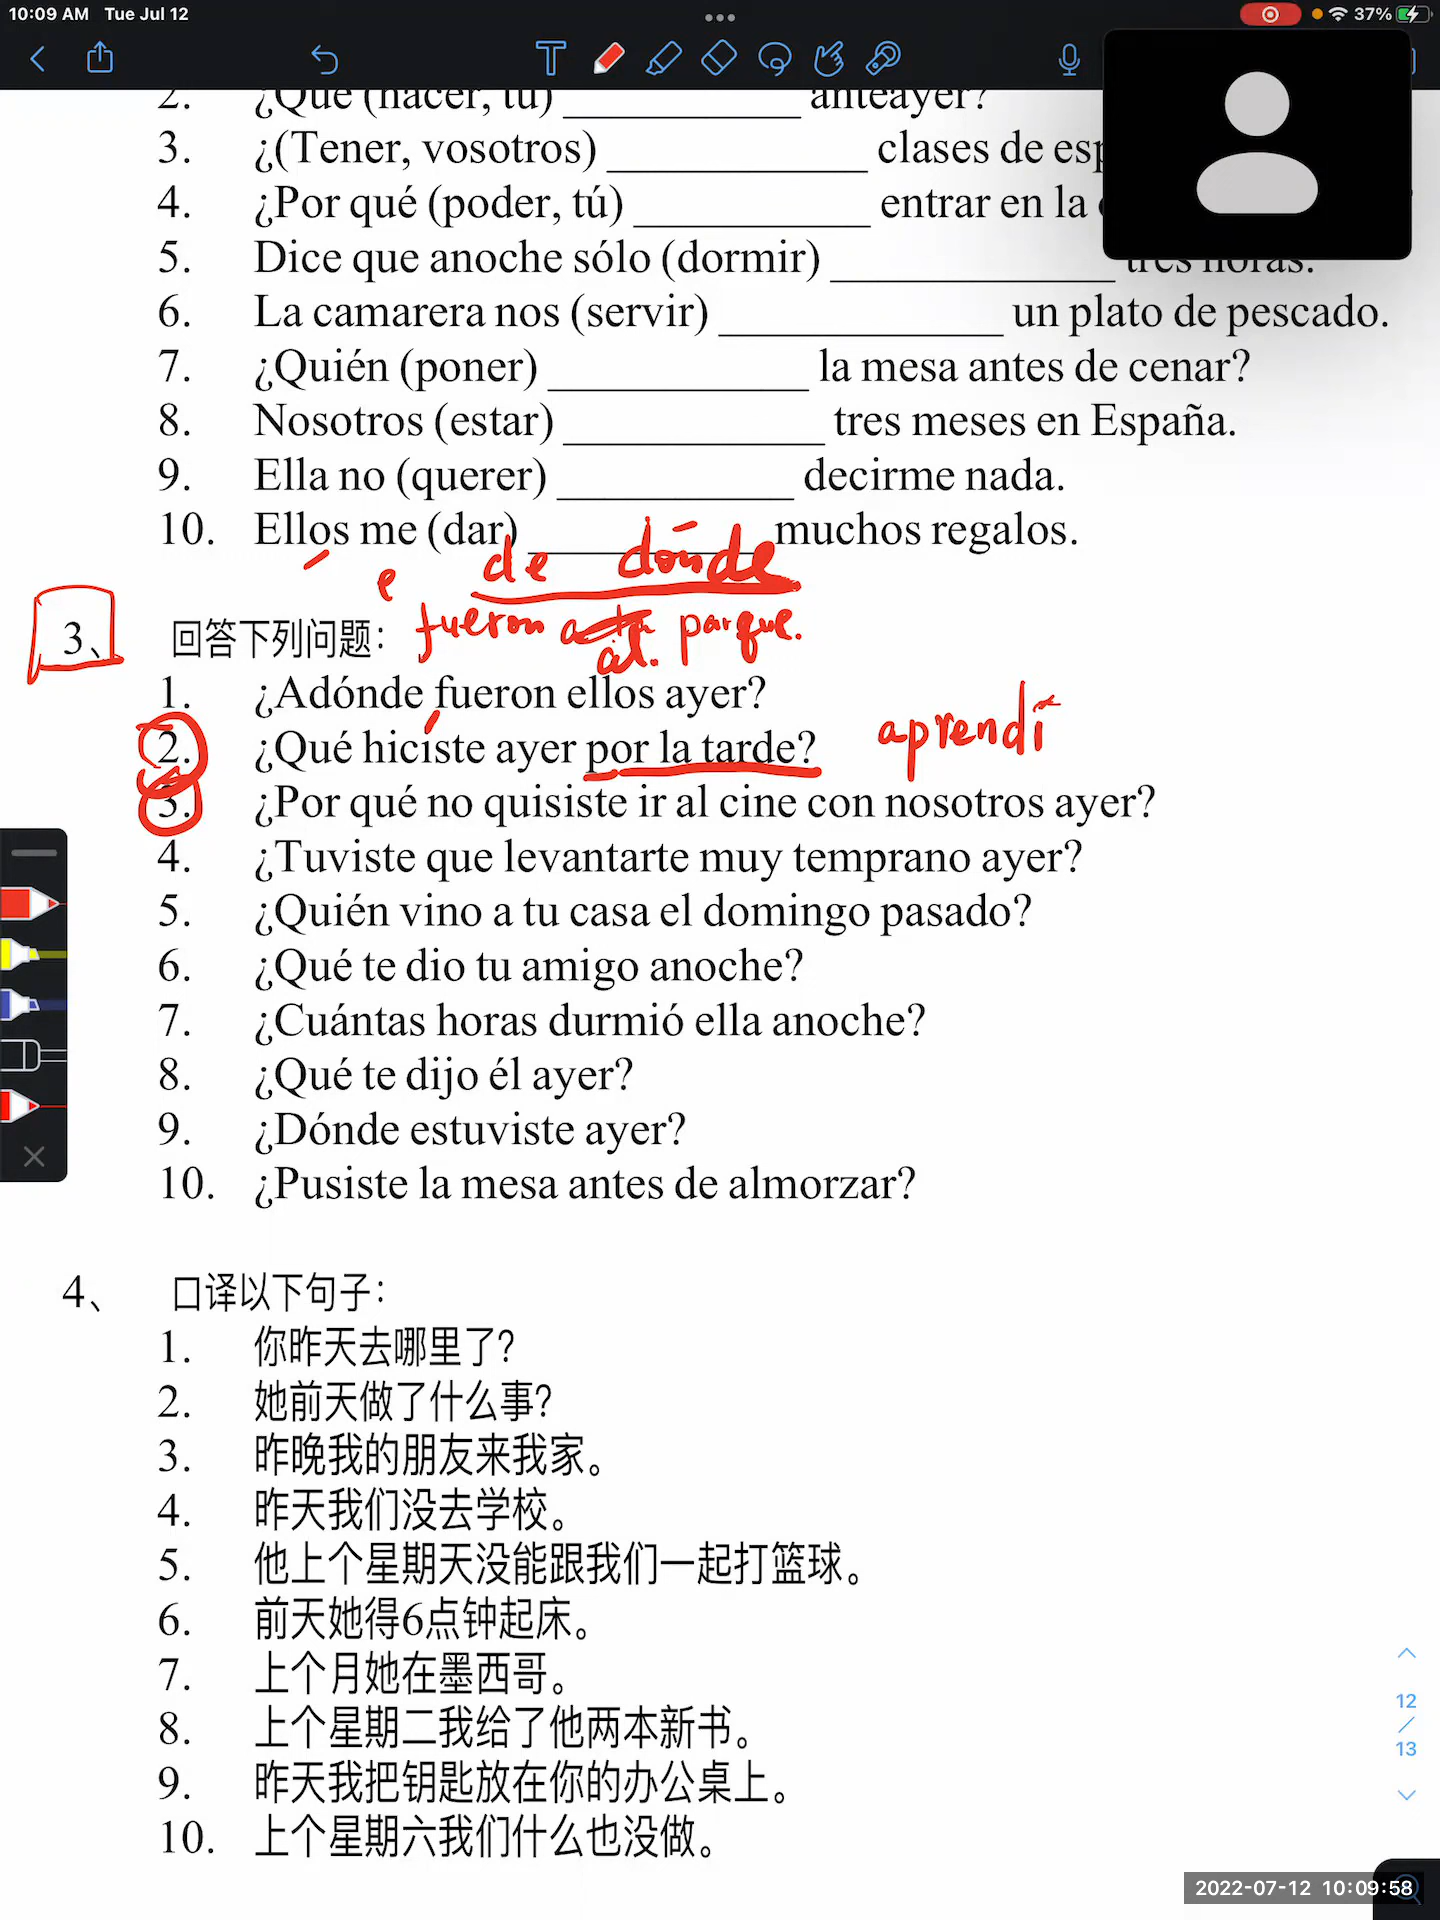 10:09 AM Tue Jul 12
37%
2. ¿Qué (hacer, tú) __________ anteayer?
3. ¿(Tener, vosotros) ___________ clases de esp
4. ¿Por qué (poder, tú) __________ entrar en la
5. Dice que anoche sólo (dormir) ____________ tres horas.
6. La camarera nos (servir) ____________ un plato de pescado.
7. ¿Quién (poner) ___________ la mesa antes de cenar?
8. Nosotros (estar) ___________ tres meses en España.
9. Ella no (querer) __________ decirme nada.
10. Ellos me (dar) __________ muchos regalos.
de dónde
e
3、 回答下列问题：
fueron a al parque.
1. ¿Adónde fueron ellos ayer?
2. ¿Qué hiciste ayer por la tarde? aprendí
3. ¿Por qué no quisiste ir al cine con nosotros ayer?
4. ¿Tuviste que levantarte muy temprano ayer?
5. ¿Quién vino a tu casa el domingo pasado?
6. ¿Qué te dio tu amigo anoche?
7. ¿Cuántas horas durmió ella anoche?
8. ¿Qué te dijo él ayer?
9. ¿Dónde estuviste ayer?
10. ¿Pusiste la mesa antes de almorzar?
4、 口译以下句子：
1. 你昨天去哪里了？
2. 她前天做了什么事？
3. 昨晚我的朋友来我家。
4. 昨天我们没去学校。
5. 他上个星期天没能跟我们一起打篮球。
6. 前天她得6点钟起床。
7. 上个月她在墨西哥。
8. 上个星期二我给了他两本新书。
9. 昨天我把钥匙放在你的办公桌上。
10. 上个星期六我们什么也没做。
12
/
13
2022-07-12 10:09:58